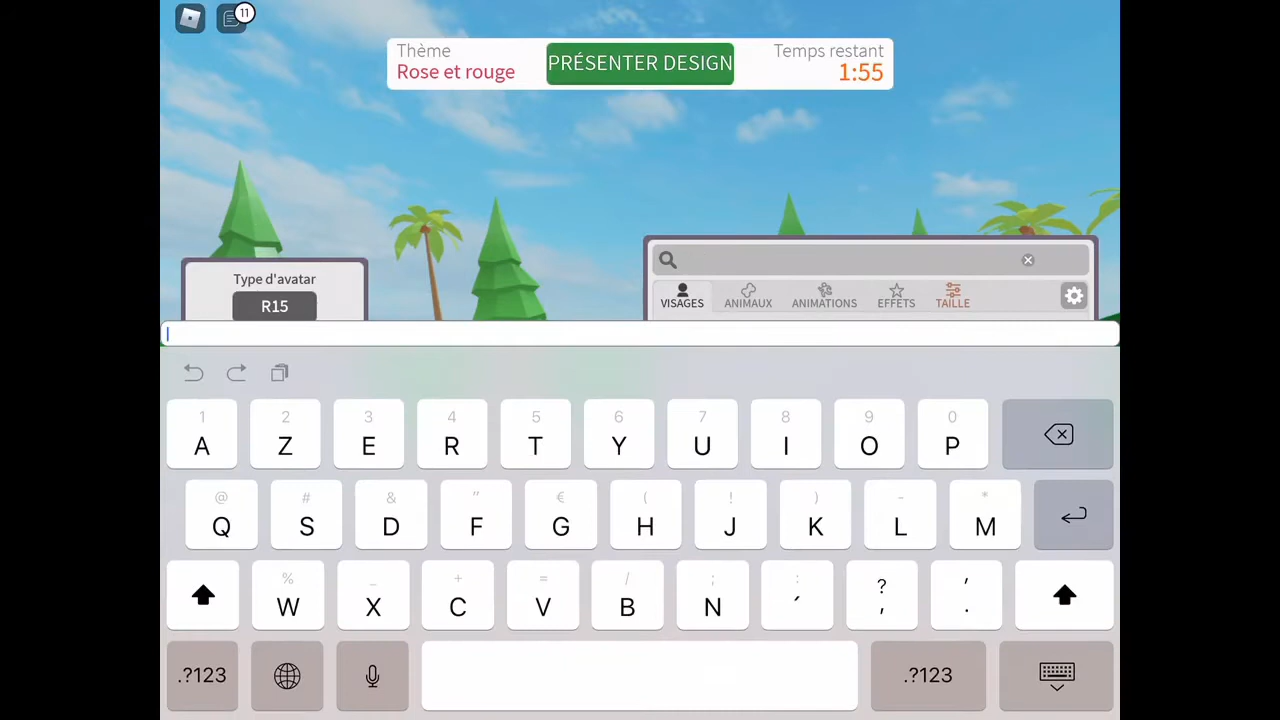 11
Thème
Rose et rouge
PRÉSENTER DESIGN
Temps restant
1:55
Type d'avatar
R15
VISAGES ANIMAUX ANIMATIONS EFFETS TAILLE
1 2 3 4 5 6 7 8 9 0
A Z E R T Y U I O P
@ # & " € ( ! ) - *
Q S D F G H J K L M
% _ + = / ; : ? '
W X C V B N ´ , .
.?123 .?123